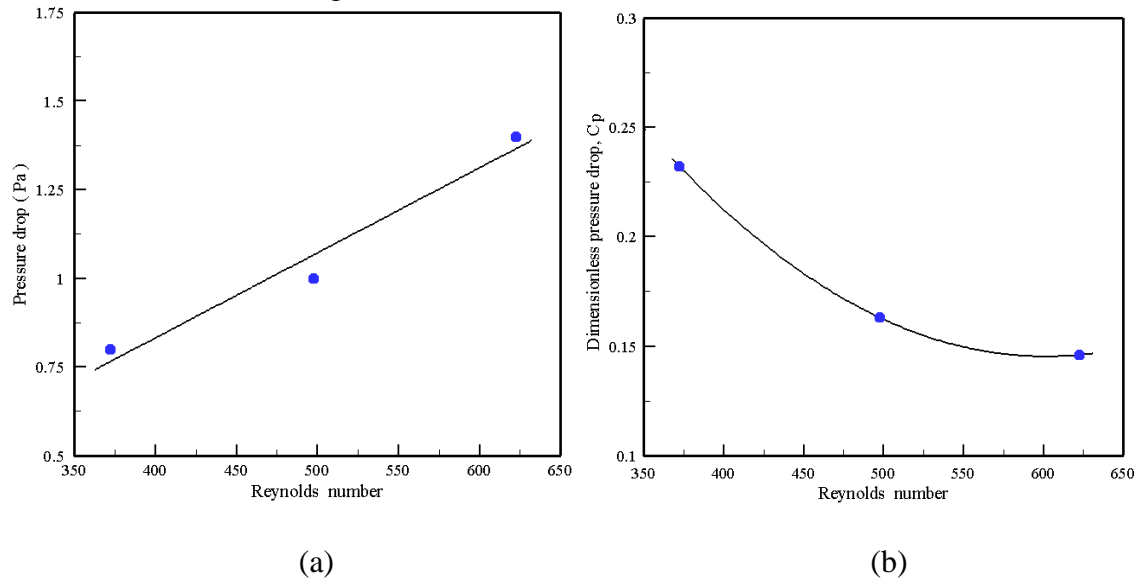 Pressure drop (Pa)
1.75
1.5
1.25
1
0.75
0.5
350 400 450 500 550 600 650
Reynolds number
(a)
Dimensionless pressure drop, Cp
0.3
0.25
0.2
0.15
0.1
350 400 450 500 550 600 650
Reynolds number
(b)